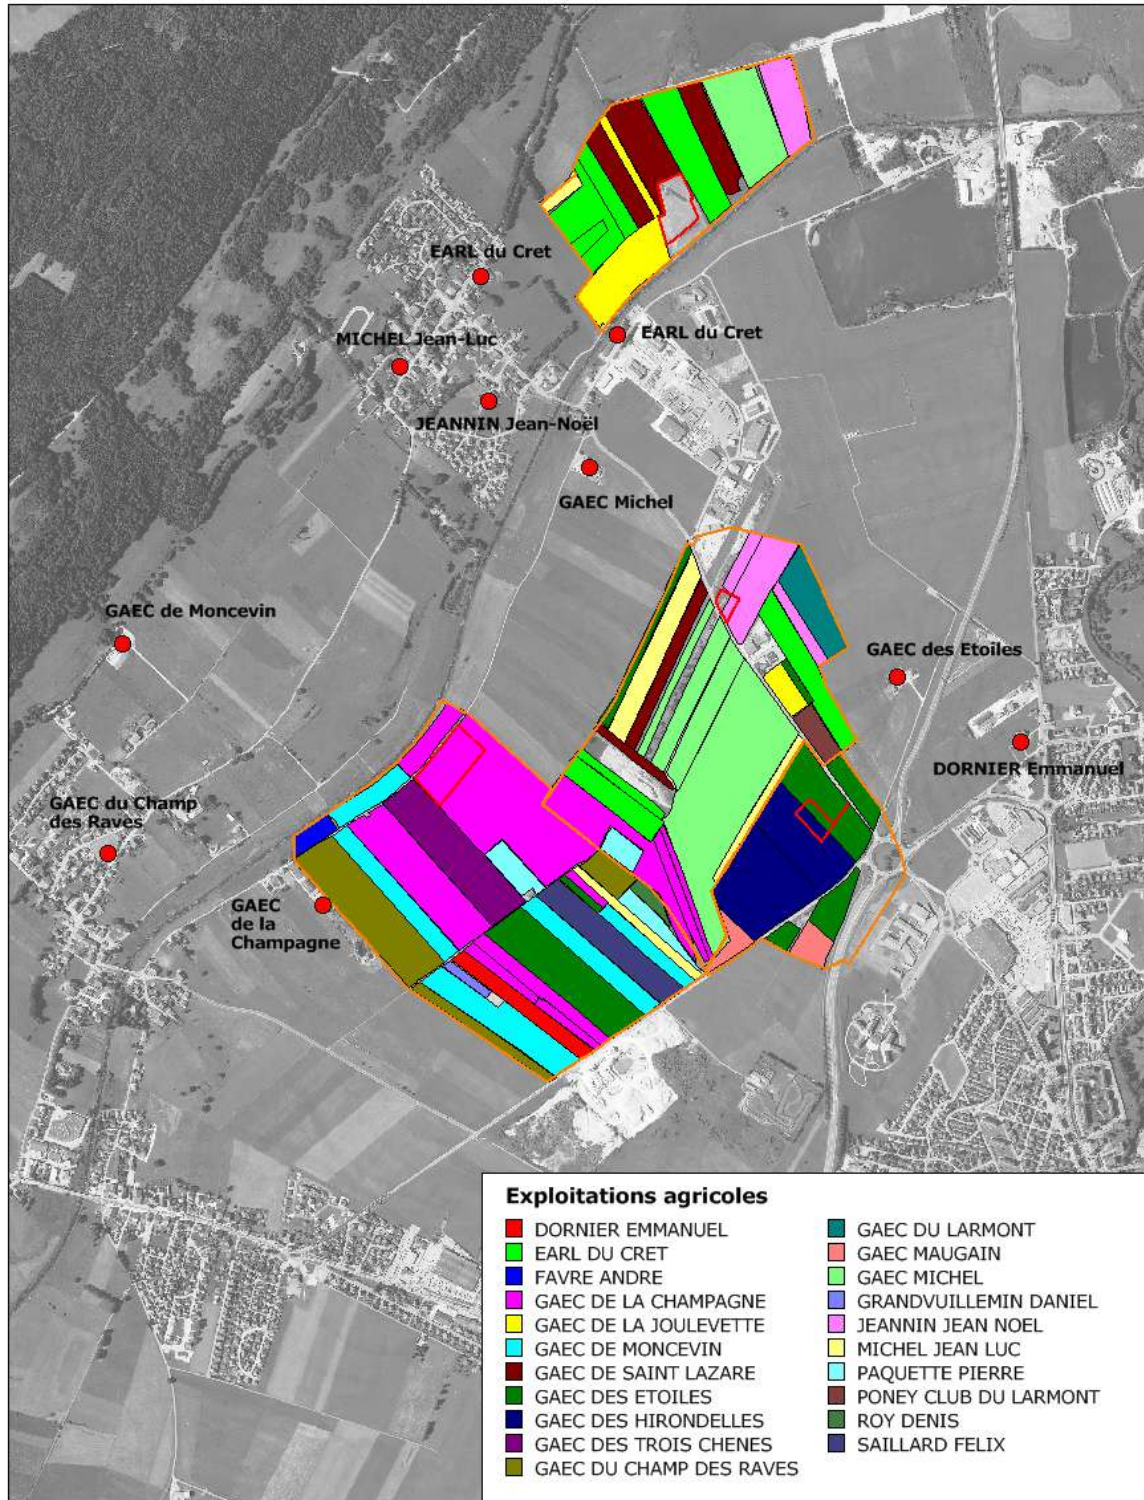 EARL du Cret
EARL du Cret
MICHEL Jean-Luc
JEANNIN Jean-Noël
GAEC Michel
GAEC de Moncevin
GAEC des Etoiles
DORNIER Emmanuel
GAEC du Champ
des Raves
GAEC
de la
Champagne
Exploitations agricoles
DORNIER EMMANUEL
EARL DU CRET
FAVRE ANDRE
GAEC DE LA CHAMPAGNE
GAEC DE LA JOULEVETTE
GAEC DE MONCEVIN
GAEC DE SAINT LAZARE
GAEC DES ETOILES
GAEC DES HIRONDELLES
GAEC DES TROIS CHENES
GAEC DU CHAMP DES RAVES
GAEC DU LARMONT
GAEC MAUGAIN
GAEC MICHEL
GRANDVUILLEMIN DANIEL
JEANNIN JEAN NOEL
MICHEL JEAN LUC
PAQUETTE PIERRE
PONEY CLUB DU LARMONT
ROY DENIS
SAILLARD FELIX